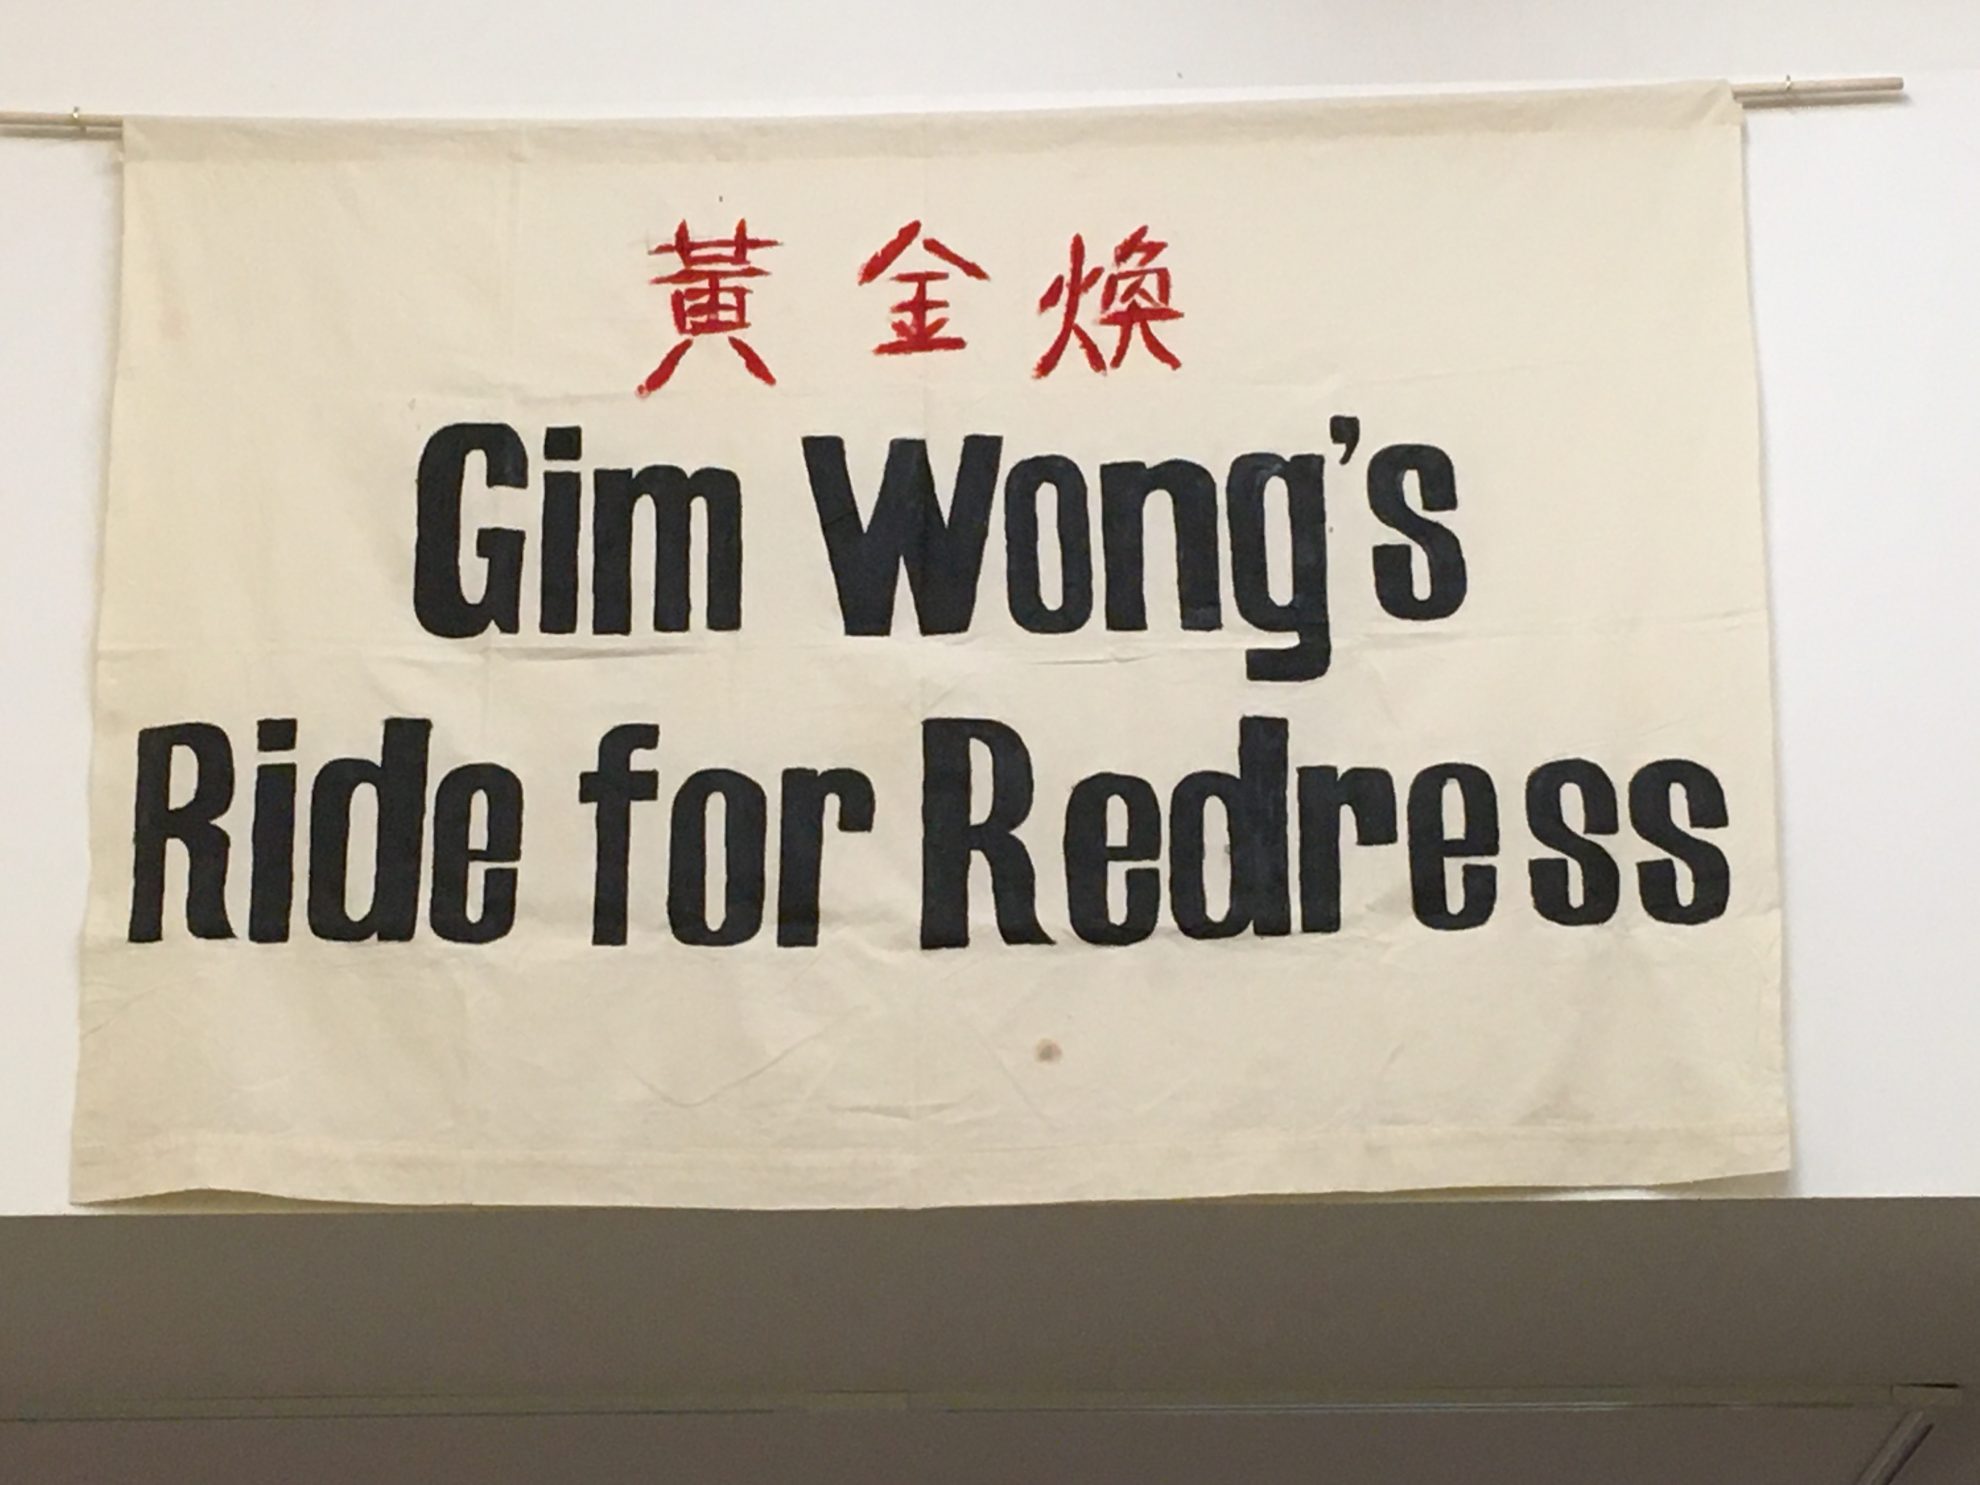 黃金煥
Gim Wong's
Ride for Redress